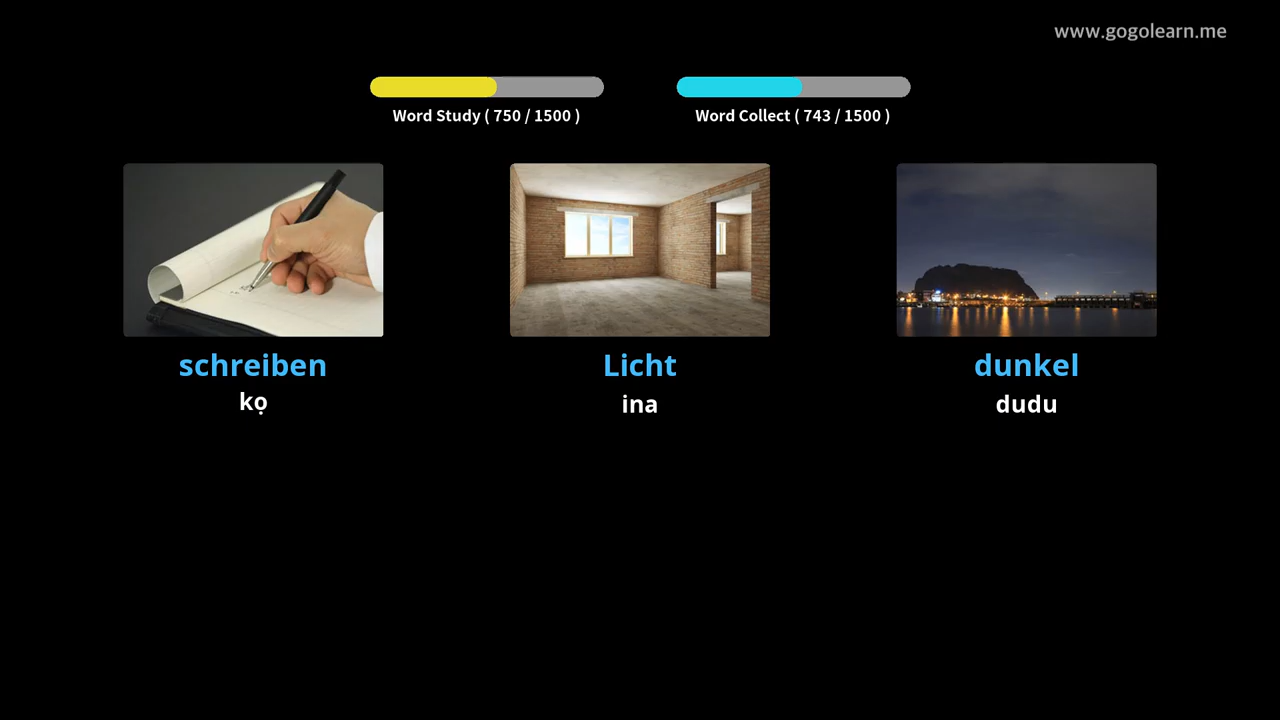 www.gogolearn.me
Word Study ( 750 / 1500 )
Word Collect ( 743 / 1500 )
schreiben
kọ
Licht
ina
dunkel
dudu